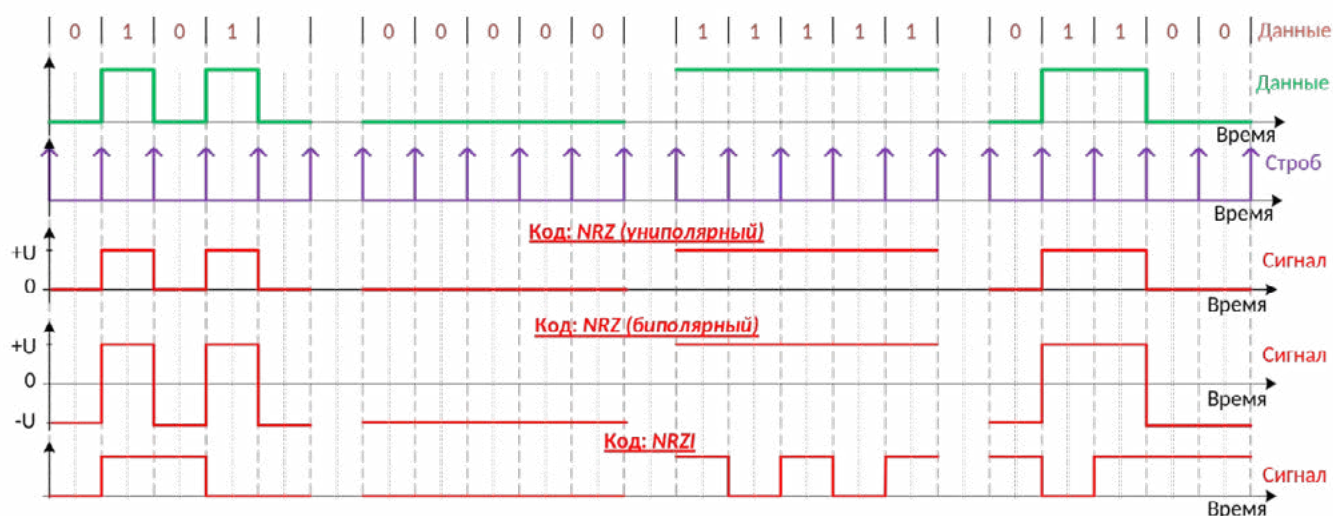 0 1 0 1 0 0 0 0 0 1 1 1 1 1 0 1 1 0 0 Данные
Данные
Время
Строб
Время
Код: NRZ (униполярный)
+U
Сигнал
0
Время
Код: NRZ (биполярный)
+U
Сигнал
0
Время
-U
Код: NRZI
Сигнал
Время